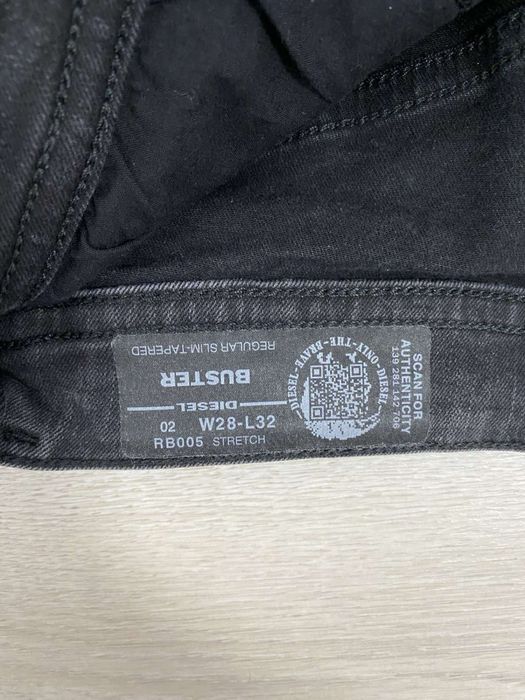 REGULAR SLIM-TAPERED
BUSTER
DIESEL
02 W28-L32
RB005 STRETCH
DIESEL-ONLY-THE-BRAVE-DIESEL
SCAN FOR
AUTHENTICITY